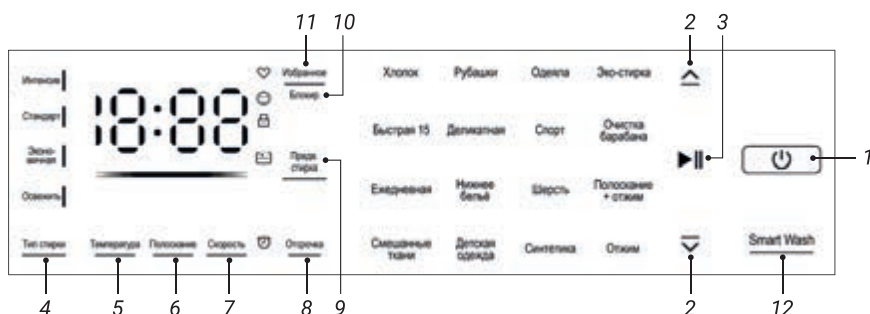 11
10
2
3
Интенсив
Стандарт
Эконо-
мичная
Освежить
18:88
Избранное
Блокир.
Предв.
стирка
Хлопок
Рубашки
Одеяла
Эко-стирка
Быстрая 15
Деликатная
Спорт
Очистка
барабана
Ежедневная
Нижнее
бельё
Шерсть
Полоскание
+ отжим
Смешанные
ткани
Детская
одежда
Синтетика
Отжим
1
Тип стирки
Температура
Полоскание
Скорость
Отсрочка
Smart Wash
4
5
6
7
8
9
2
12